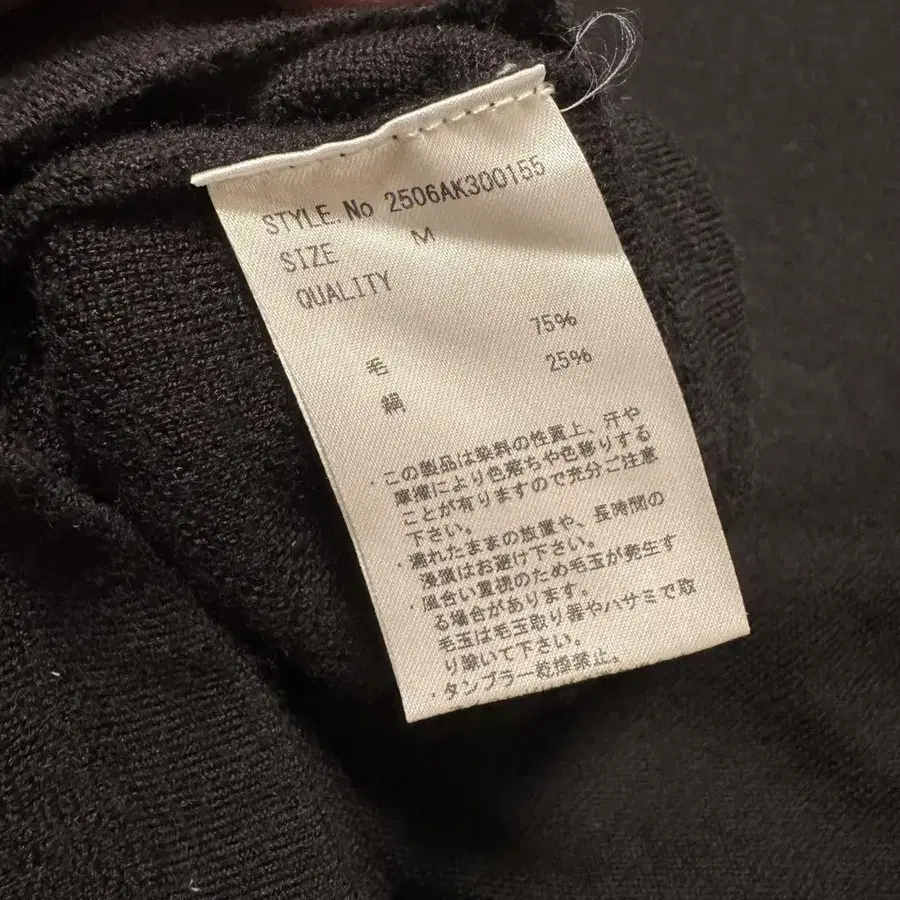 STYLE.No 2506AK300155
SIZE M
QUALITY
毛 75%
絹 25%
・この製品は染料の性質上、汗や
摩擦により色落ちや色移りする
ことが有りますので充分ご注意
下さい。
・濡れたままの放置や、長時間の
浸漬はお避け下さい。
・風合い重視のため毛玉が発生す
る場合があります。
毛玉は毛玉取り器やハサミで取
り除いて下さい。
・タンブラー乾燥禁止。